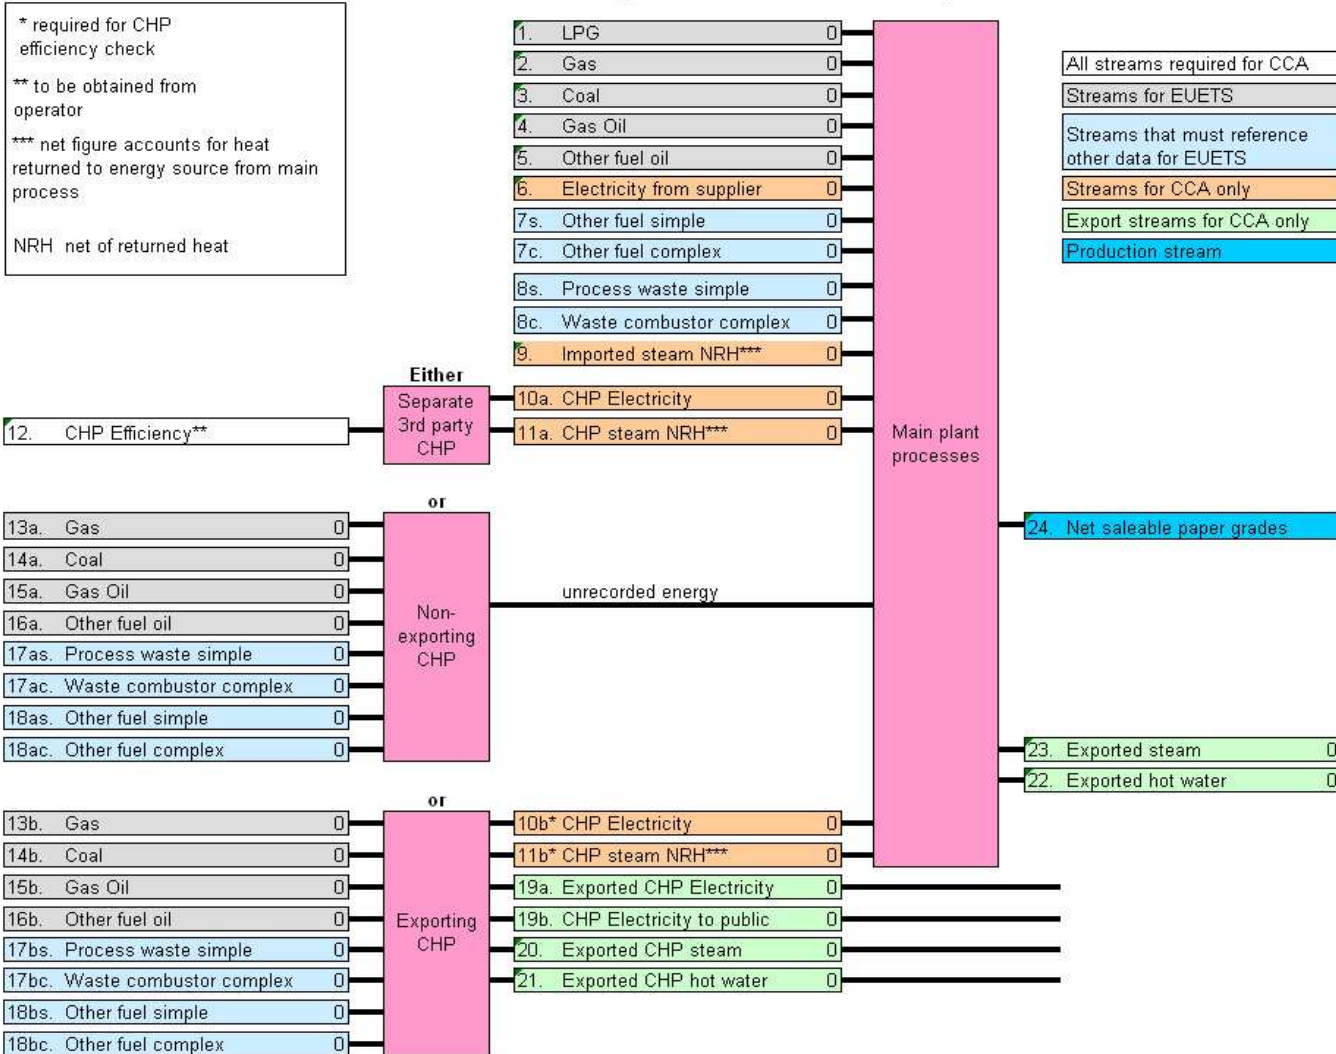 * required for CHP
efficiency check
** to be obtained from
operator
*** net figure accounts for heat
returned to energy source from main
process
NRH net of returned heat
1. LPG 0
2. Gas 0
3. Coal 0
4. Gas Oil 0
5. Other fuel oil 0
6. Electricity from supplier 0
7s. Other fuel simple 0
7c. Other fuel complex 0
8s. Process waste simple 0
8c. Waste combustor complex 0
9. Imported steam NRH*** 0
All streams required for CCA
Streams for EUETS
Streams that must reference
other data for EUETS
Streams for CCA only
Export streams for CCA only
Production stream
Either
Separate
3rd party
CHP
12. CHP Efficiency**
10a. CHP Electricity 0
11a. CHP steam NRH*** 0
Main plant
processes
or
13a. Gas 0
14a. Coal 0
15a. Gas Oil 0
16a. Other fuel oil 0
17as. Process waste simple 0
17ac. Waste combustor complex 0
18as. Other fuel simple 0
18ac. Other fuel complex 0
Non-
exporting
CHP
unrecorded energy
24. Net saleable paper grades
23. Exported steam 0
22. Exported hot water 0
or
13b. Gas 0
14b. Coal 0
15b. Gas Oil 0
16b. Other fuel oil 0
17bs. Process waste simple 0
17bc. Waste combustor complex 0
18bs. Other fuel simple 0
18bc. Other fuel complex 0
Exporting
CHP
10b* CHP Electricity 0
11b* CHP steam NRH*** 0
19a. Exported CHP Electricity 0
19b. CHP Electricity to public 0
20. Exported CHP steam 0
21. Exported CHP hot water 0